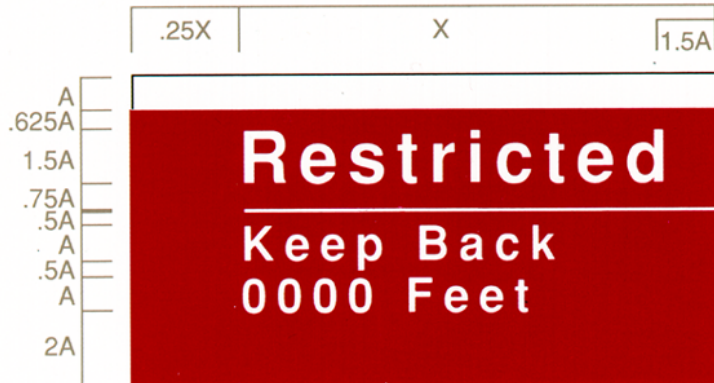 .25X X 1.5A
A
.625A
1.5A
.75A
.5A
A
.5A
A
2A
Restricted
Keep Back
0000 Feet